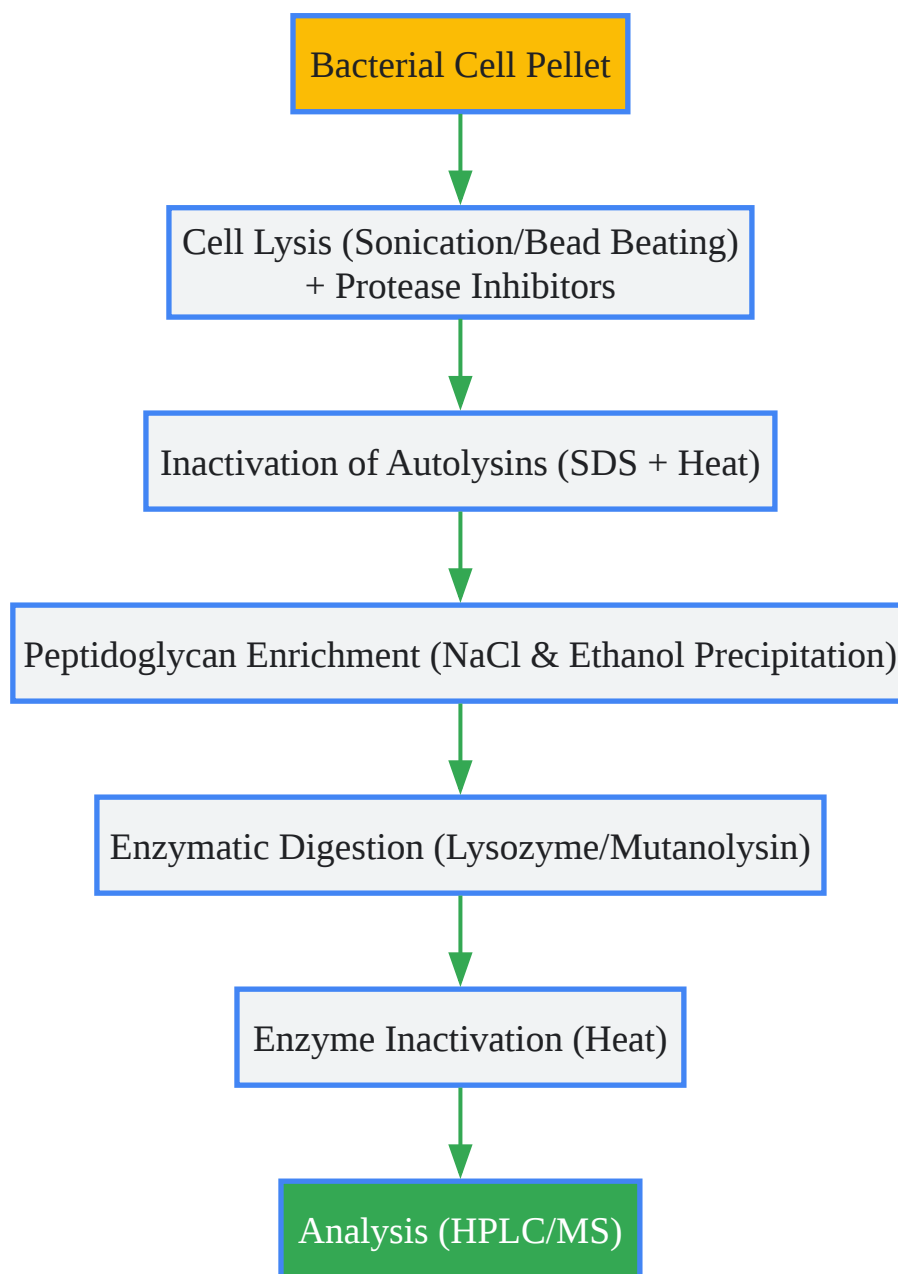 Bacterial Cell Pellet
Cell Lysis (Sonication/Bead Beating)
+ Protease Inhibitors
Inactivation of Autolysins (SDS + Heat)
Peptidoglycan Enrichment (NaCl & Ethanol Precipitation)
Enzymatic Digestion (Lysozyme/Mutanolysin)
Enzyme Inactivation (Heat)
Analysis (HPLC/MS)